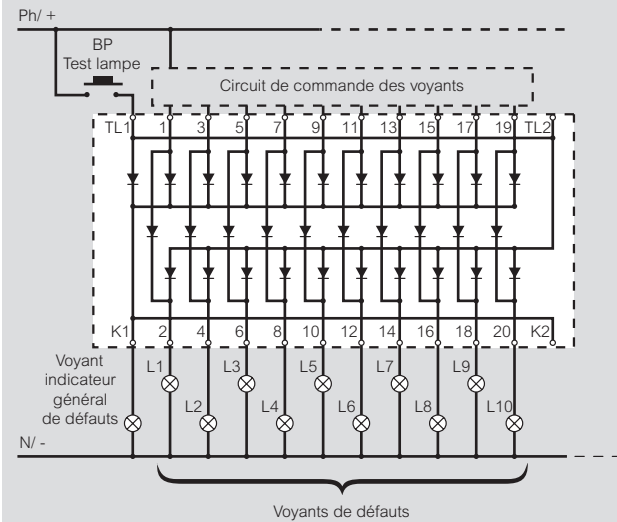 Ph/ +
BP
Test lampe
Circuit de commande des voyants
TL1 1 3 5 7 9 11 13 15 17 19 TL2
K1 2 4 6 8 10 12 14 16 18 20 K2
Voyant
indicateur
général
de défauts
L1 L3 L5 L7 L9
L2 L4 L6 L8 L10
N/ -
Voyants de défauts